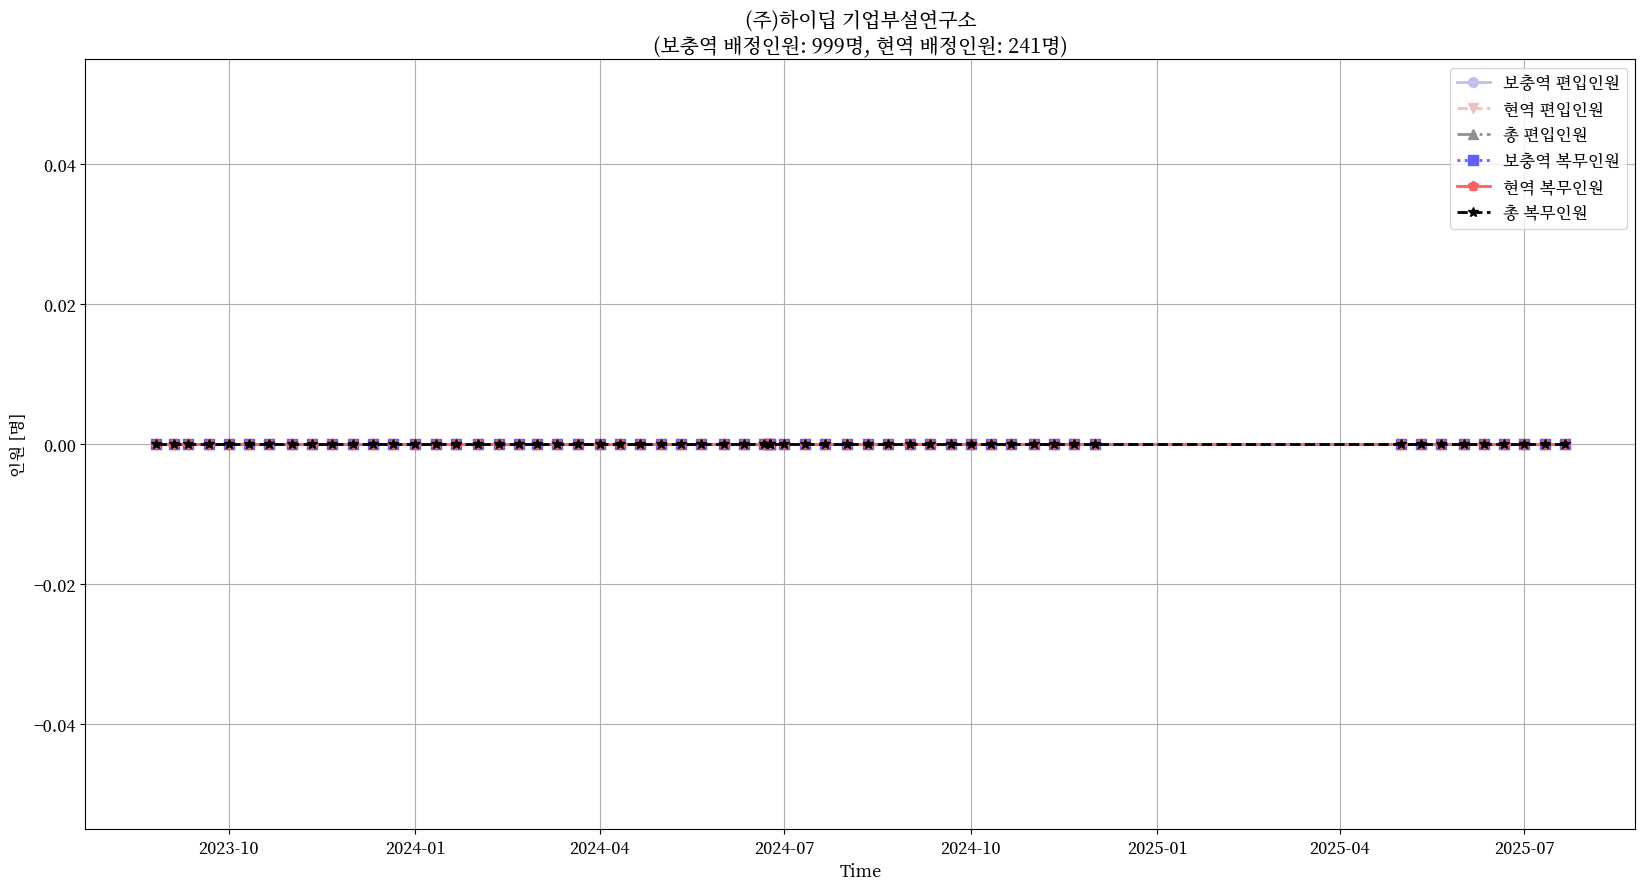 (주)하이딥 기업부설연구소
(보충역 배정인원: 999명, 현역 배정인원: 241명)
보충역 편입인원
현역 편입인원
총 편입인원
보충역 복무인원
현역 복무인원
총 복무인원
0.04
0.02
0.00
−0.02
−0.04
인원 [명]
2023-10
2024-01
2024-04
2024-07
2024-10
2025-01
2025-04
2025-07
Time